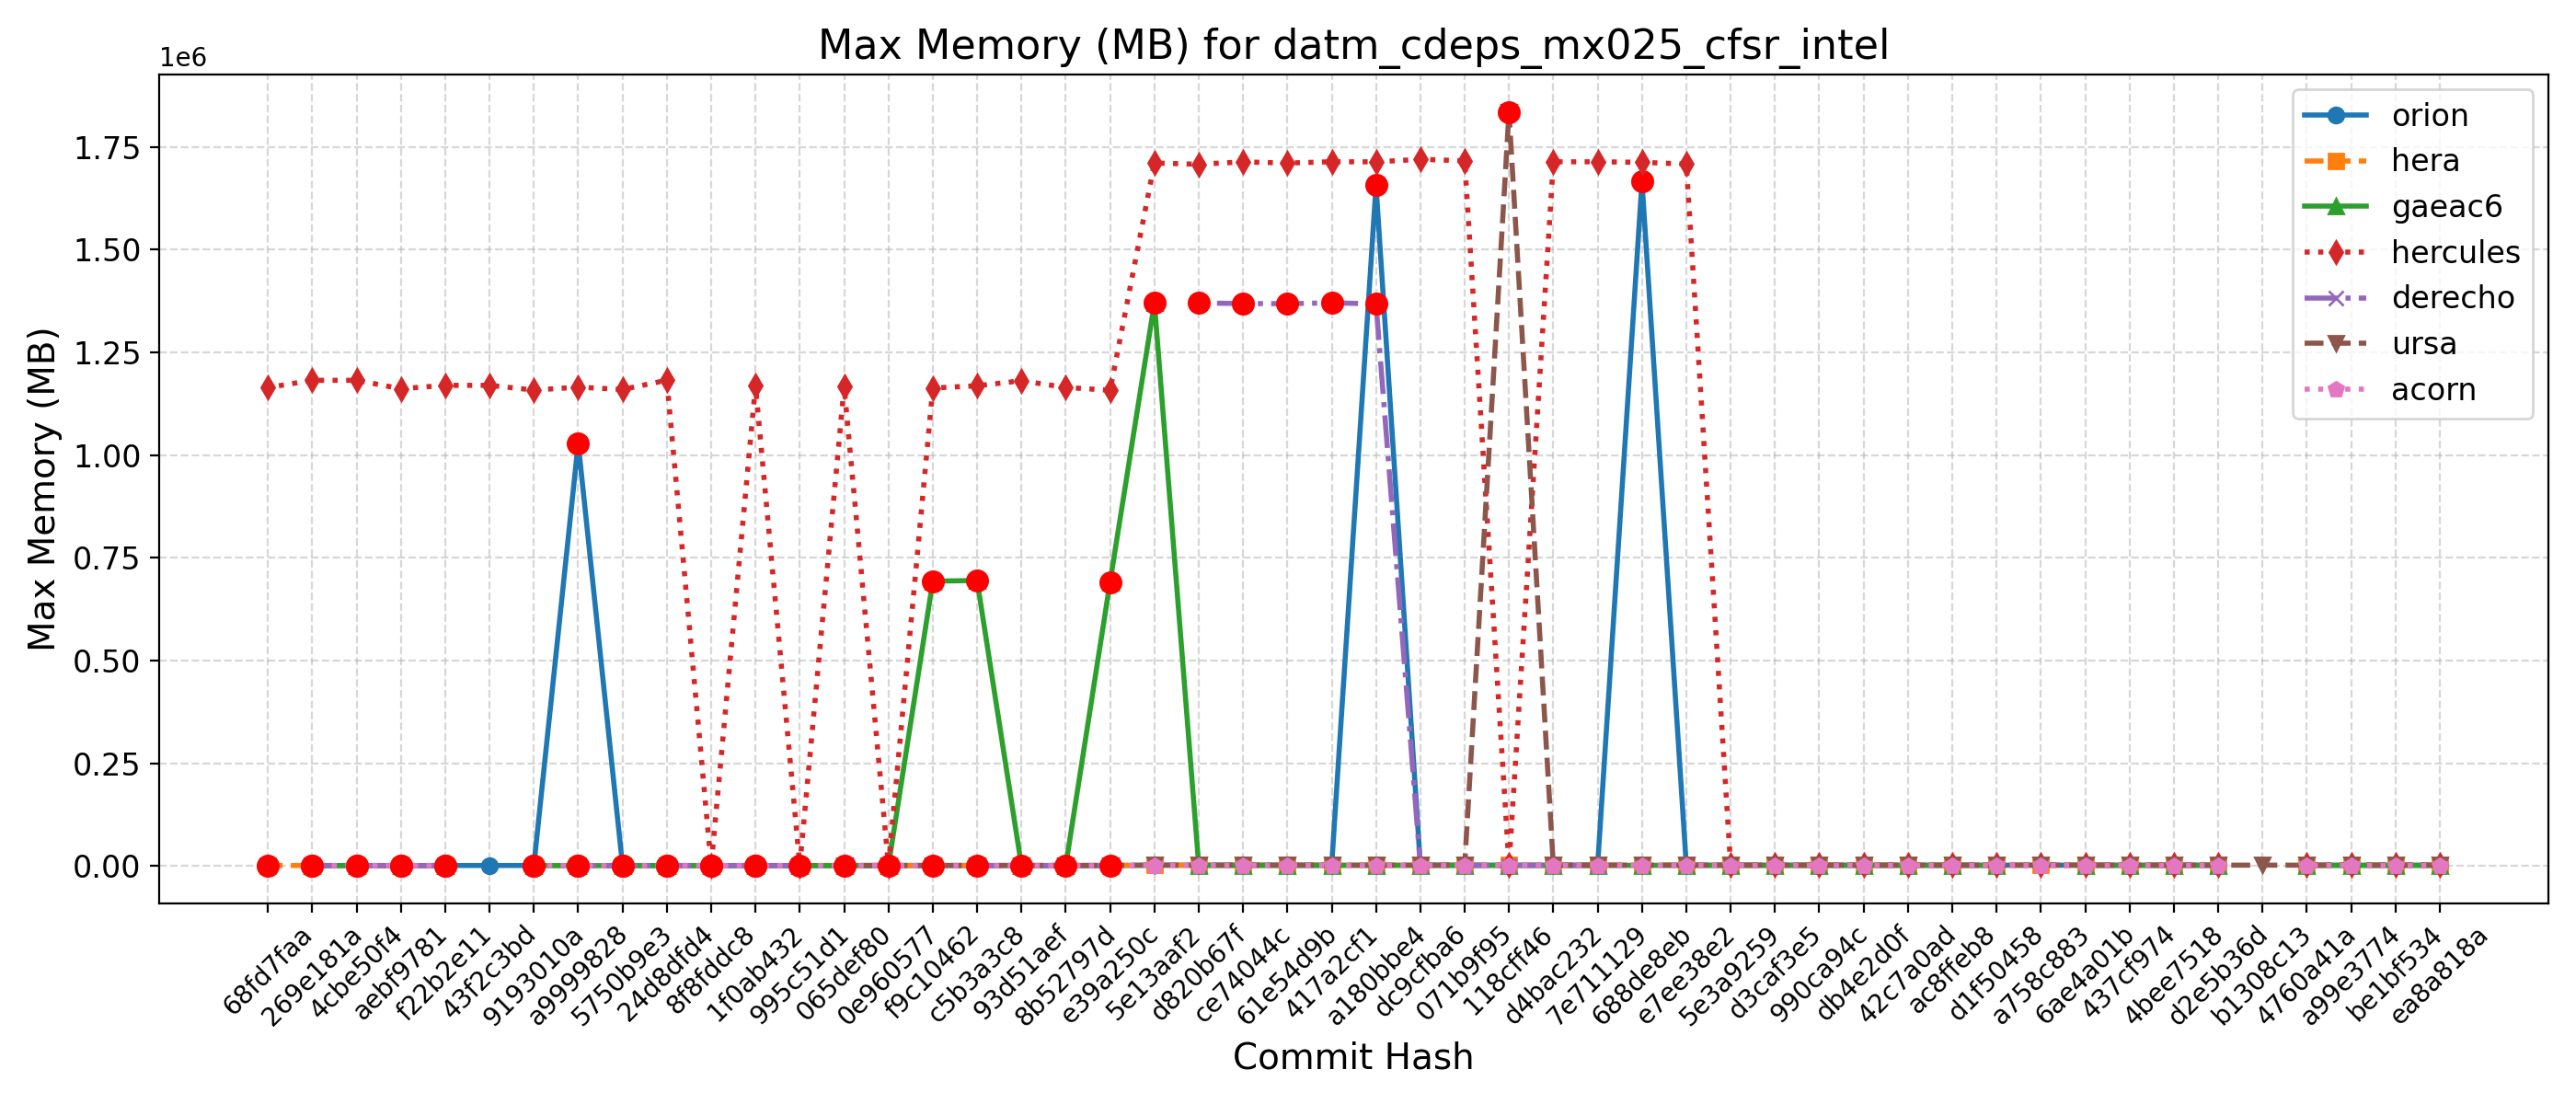 Max Memory (MB) for datm_cdeps_mx025_cfsr_intel
1e6
1.75
1.50
1.25
1.00
0.75
0.50
0.25
0.00
Max Memory (MB)
orion
hera
gaeac6
hercules
derecho
ursa
acorn
68fd7faa
269e181a
4cbe50f4
aebf9781
f22b2e11
43f2c3bd
9193010a
a9999828
5750b9e3
24d8dfd4
8f8fddc8
1f0ab432
995c51d1
065def80
0e960577
f9c10462
c5b3a3c8
93d51aef
8b52797d
e39a250c
5e13aaf2
d820b67f
ce74044c
61e54d9b
417a2cf1
a180bbe4
dc9cfba6
071b9f95
118cff46
d4bac232
7e711129
688de8eb
e7ee38e2
5e3a9259
d3caf3e5
990ca94c
db4e2d0f
42c7a0ad
ac8ffeb8
d1f50458
a758c883
6ae4a01b
437cf974
4bee7518
d2e5b36d
b1308c13
4760a41a
a99e3774
be1bf534
ea8a818a
Commit Hash